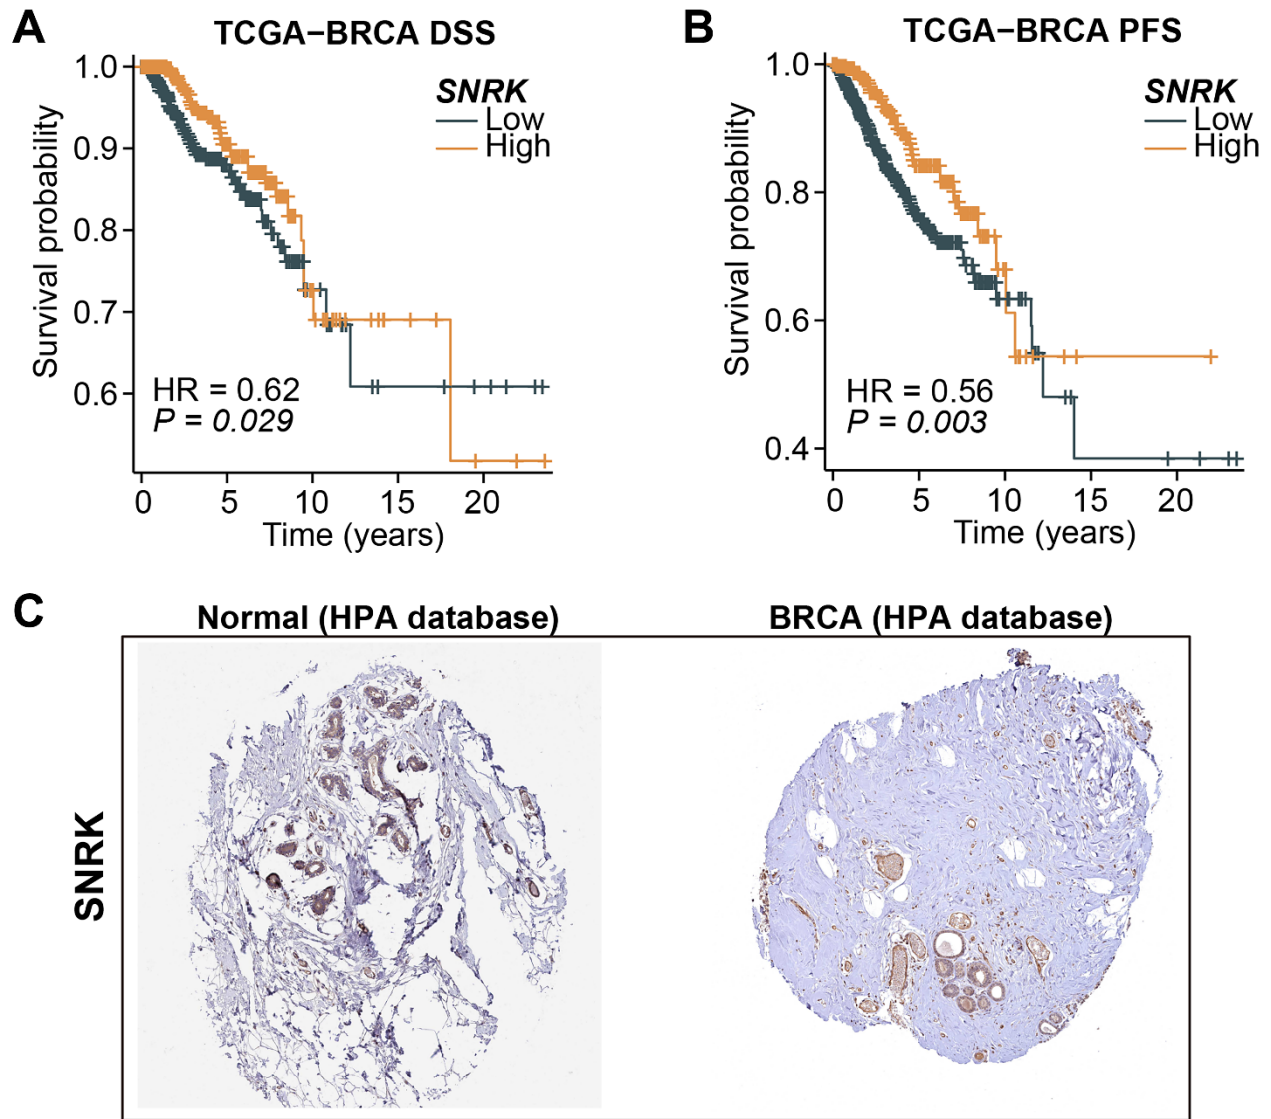 A
TCGA−BRCA DSS
SNRK
Low
High
Survival probability
1.0
0.9
0.8
0.7
0.6
HR = 0.62
P = 0.029
0 5 10 15 20
Time (years)
B
TCGA−BRCA PFS
SNRK
Low
High
Survival probability
1.0
0.8
0.6
0.4
HR = 0.56
P = 0.003
0 5 10 15 20
Time (years)
C
Normal (HPA database)
BRCA (HPA database)
SNRK